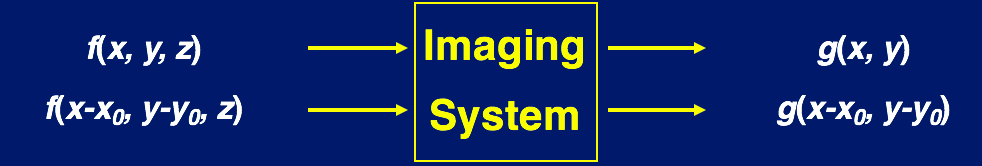 f(x, y, z) Imaging g(x, y)
f(x-x₀, y-y₀, z) System g(x-x₀, y-y₀)